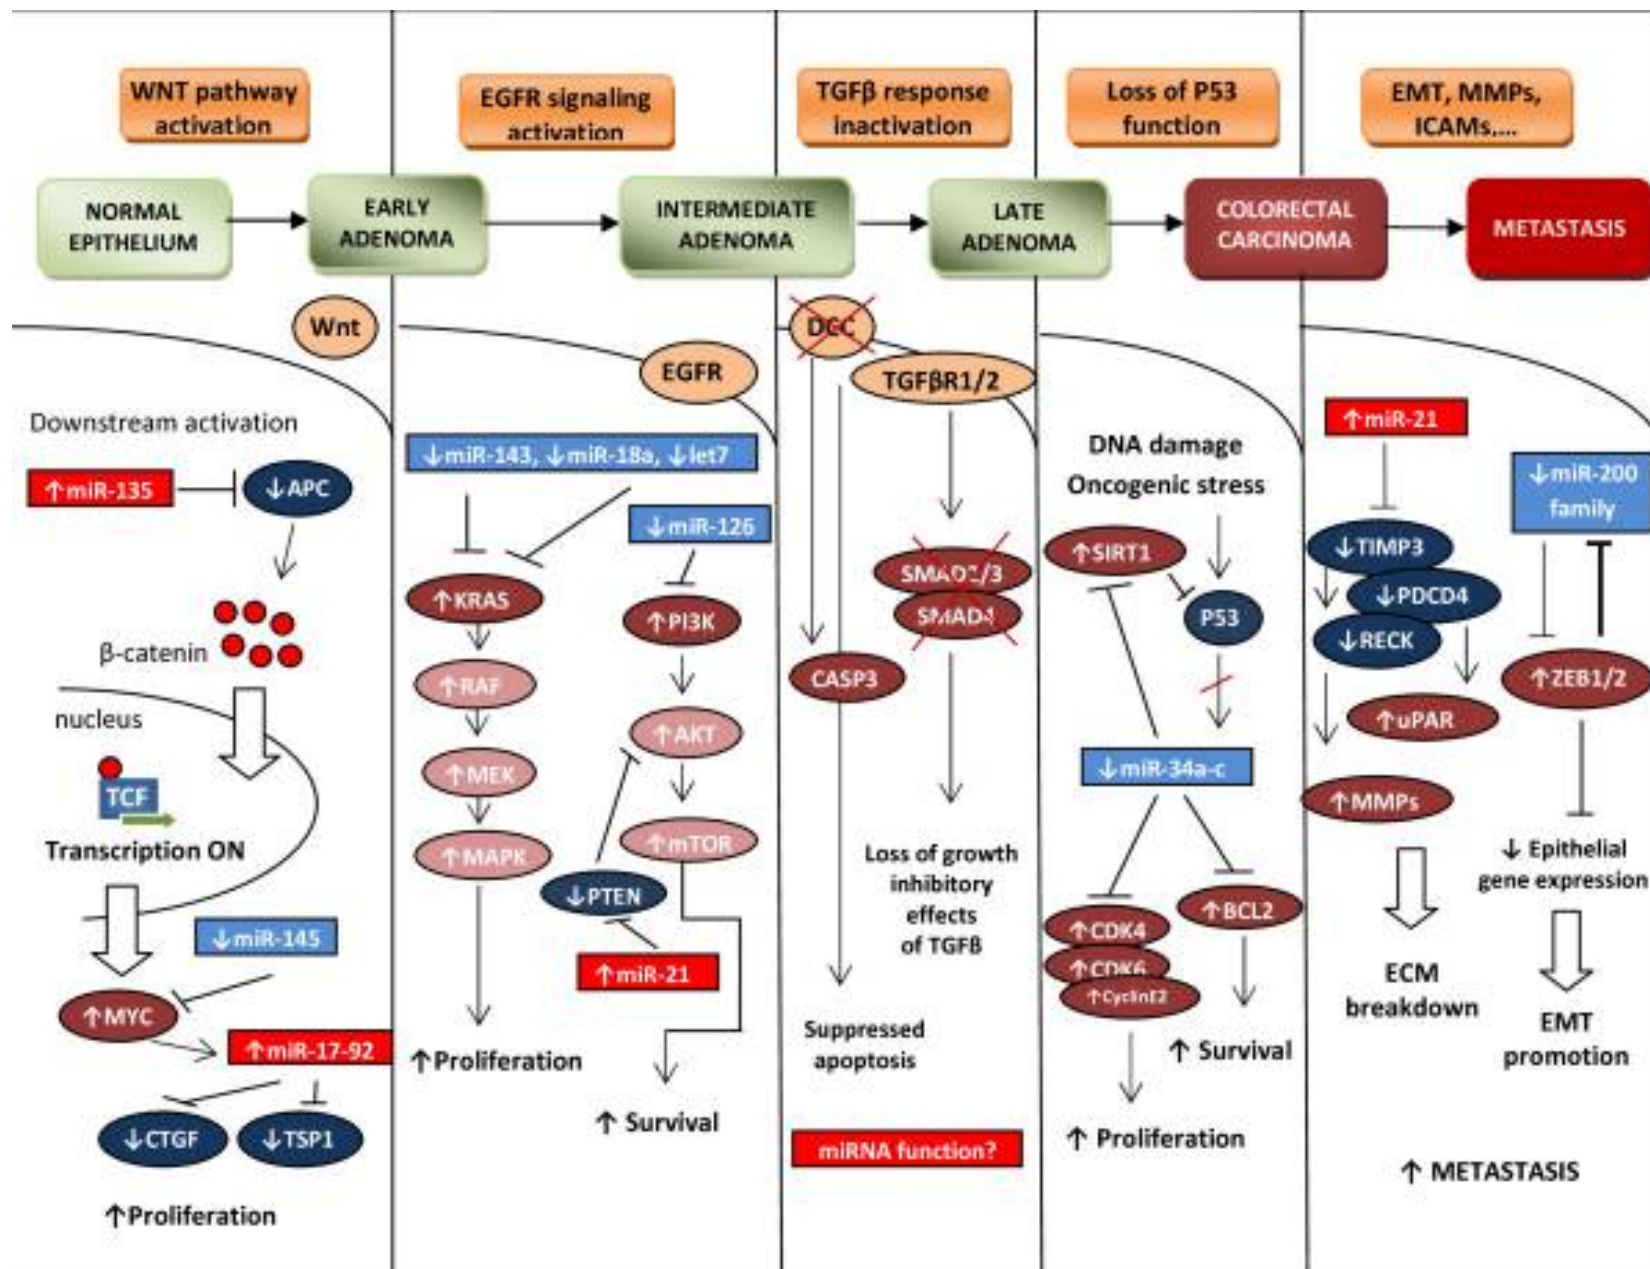 WNT pathway
activation
EGFR signaling
activation
TGFβ response
inactivation
Loss of P53
function
EMT, MMPs,
ICAMs,...
NORMAL
EPITHELIUM
EARLY
ADENOMA
INTERMEDIATE
ADENOMA
LATE
ADENOMA
COLORECTAL
CARCINOMA
METASTASIS
Wnt
Downstream activation
↑miR-135
↓APC
β-catenin
nucleus
TCF
Transcription ON
↓miR-145
↑MYC
↑miR-17-92
↓CTGF
↓TSP1
↑Proliferation
EGFR
↓miR-143, ↓miR-18a, ↓let7
↓miR-126
↑KRAS
↑PI3K
↑RAF
↑AKT
↑MEK
↑mTOR
↑MAPK
↓PTEN
↑miR-21
↑Proliferation
↑ Survival
DCC
TGFβR1/2
SMAD2/3
SMAD4
CASP3
Loss of growth
inhibitory
effects
of TGFβ
Suppressed
apoptosis
miRNA function?
DNA damage
Oncogenic stress
↑SIRT1
P53
↓miR-34a-c
↑CDK4
↑CDK6
↑CyclinE2
↑BCL2
↑ Survival
↑ Proliferation
↑miR-21
↓miR-200
family
↓TIMP3
↓PDCD4
↓RECK
↑ZEB1/2
↑uPAR
↑MMPs
↓ Epithelial
gene expression
ECM
breakdown
EMT
promotion
↑ METASTASIS